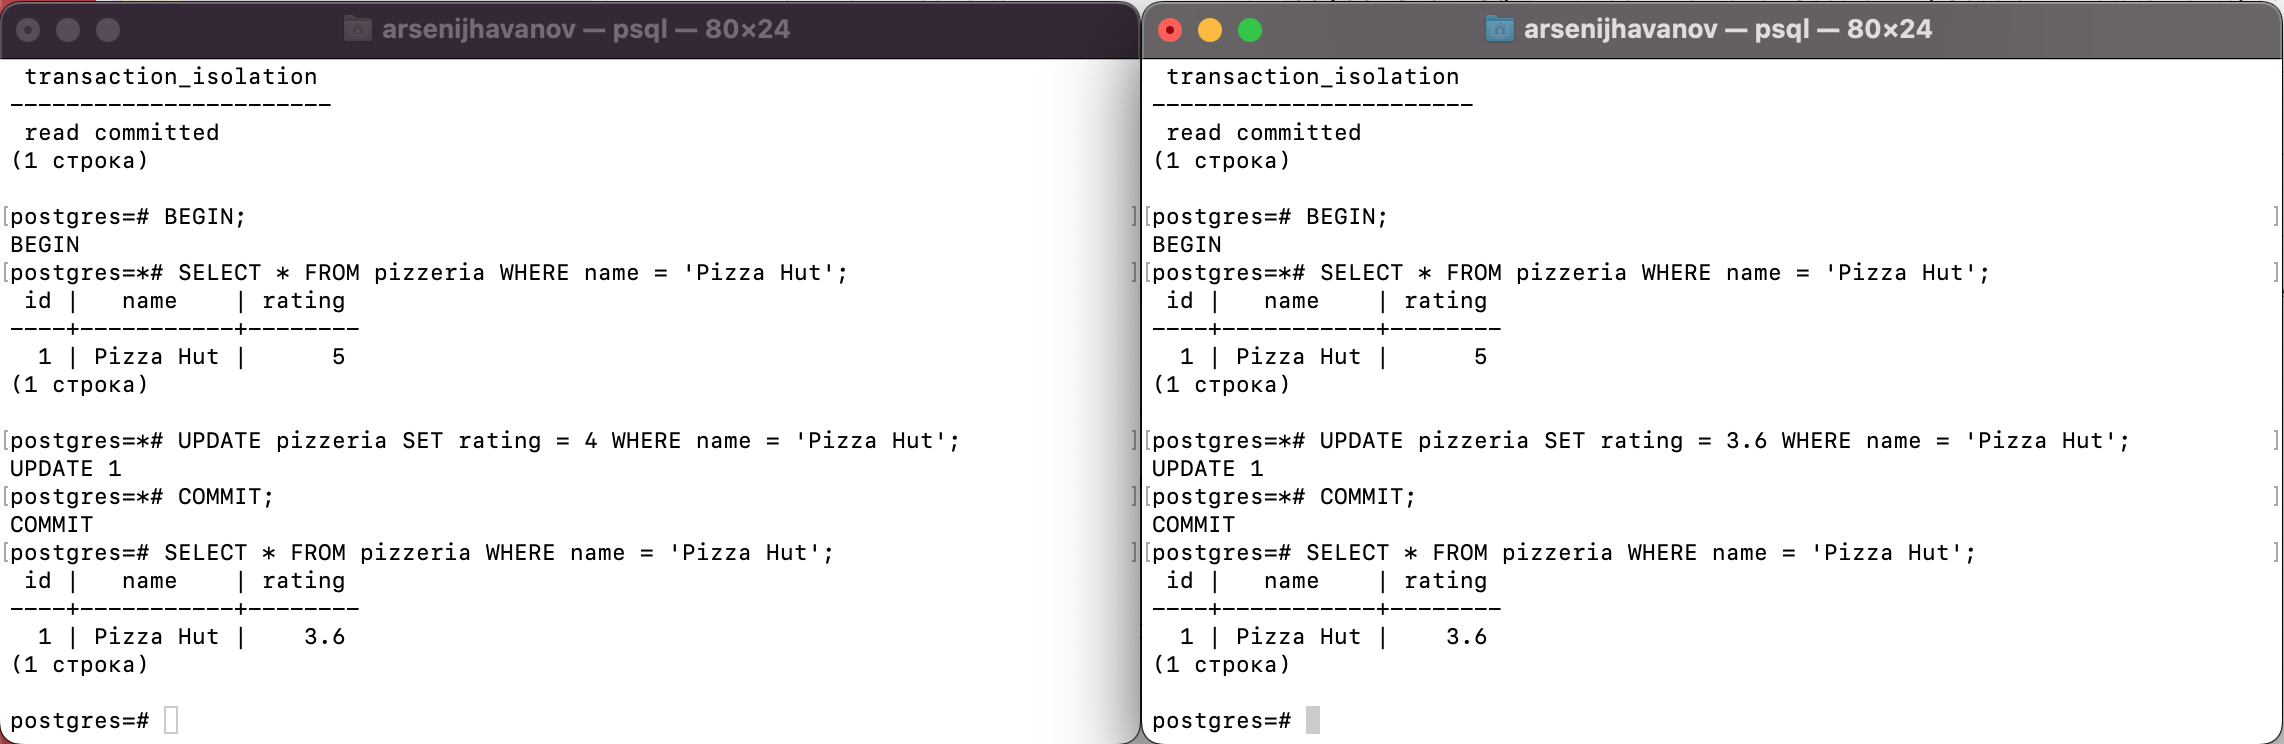 arsenijhavanov — psql — 80×24
 transaction_isolation
-----------------------
 read committed
(1 строка)
[postgres=# BEGIN; ]
BEGIN
[postgres=*# SELECT * FROM pizzeria WHERE name = 'Pizza Hut'; ]
 id |   name    | rating
----+-----------+--------
  1 | Pizza Hut |      5
(1 строка)
[postgres=*# UPDATE pizzeria SET rating = 4 WHERE name = 'Pizza Hut'; ]
UPDATE 1
[postgres=*# COMMIT; ]
COMMIT
[postgres=# SELECT * FROM pizzeria WHERE name = 'Pizza Hut'; ]
 id |   name    | rating
----+-----------+--------
  1 | Pizza Hut |    3.6
(1 строка)
postgres=#
arsenijhavanov — psql — 80×24
 transaction_isolation
-----------------------
 read committed
(1 строка)
[postgres=# BEGIN; ]
BEGIN
[postgres=*# SELECT * FROM pizzeria WHERE name = 'Pizza Hut'; ]
 id |   name    | rating
----+-----------+--------
  1 | Pizza Hut |      5
(1 строка)
[postgres=*# UPDATE pizzeria SET rating = 3.6 WHERE name = 'Pizza Hut'; ]
UPDATE 1
[postgres=*# COMMIT; ]
COMMIT
[postgres=# SELECT * FROM pizzeria WHERE name = 'Pizza Hut'; ]
 id |   name    | rating
----+-----------+--------
  1 | Pizza Hut |    3.6
(1 строка)
postgres=#